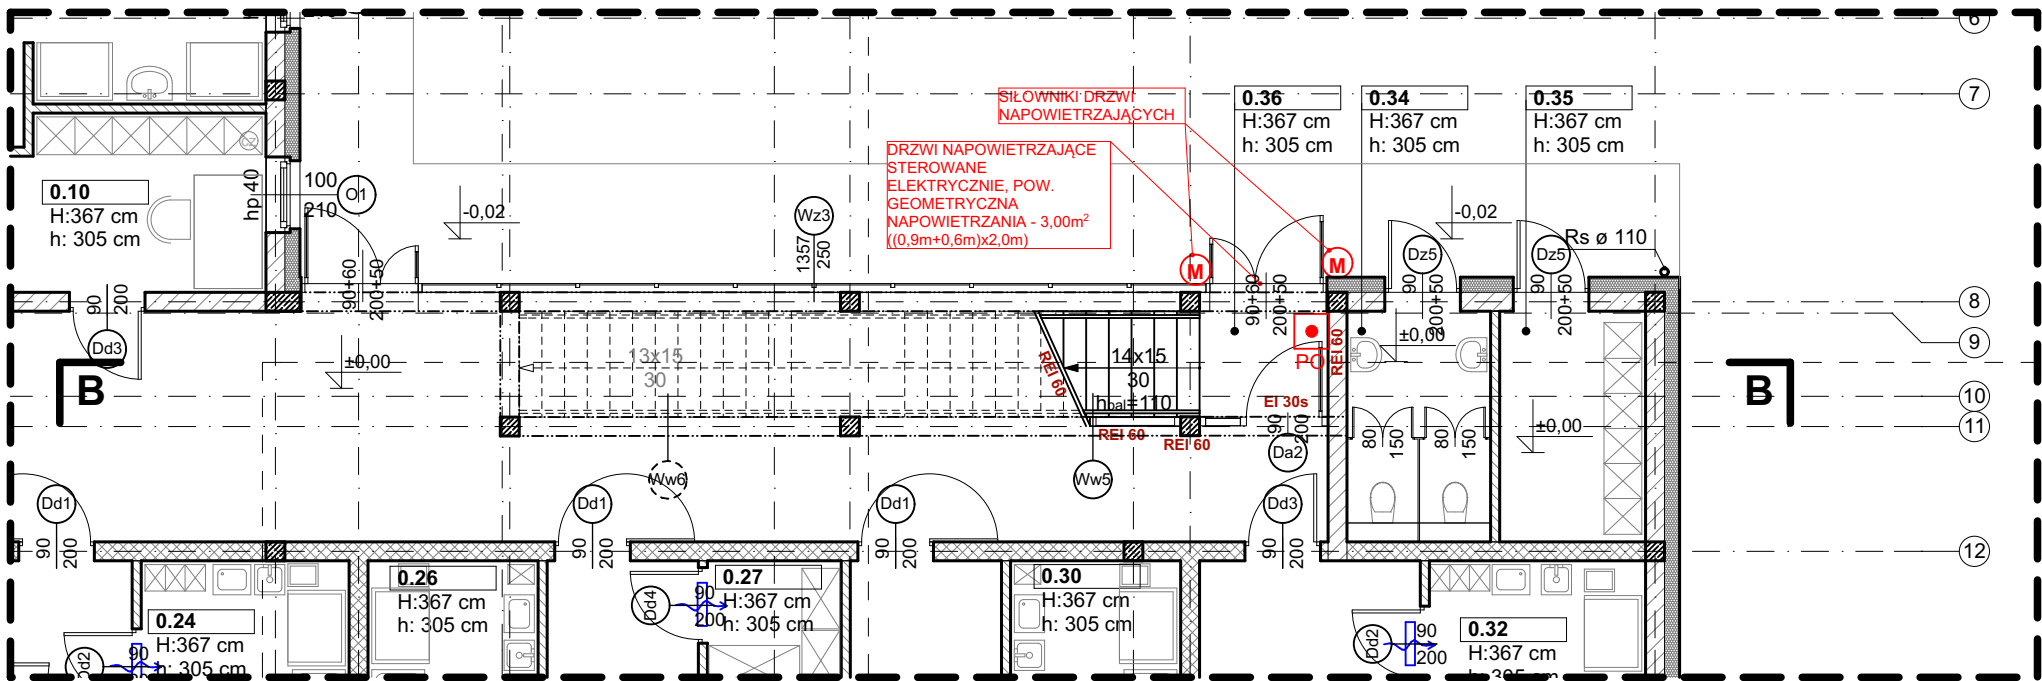 6
7
SIŁOWNIKI DRZWI
NAPOWIETRZAJĄCYCH
0.36
H:367 cm
h: 305 cm
0.34
H:367 cm
h: 305 cm
0.35
H:367 cm
h: 305 cm
DRZWI NAPOWIETRZAJĄCE
STEROWANE
ELEKTRYCZNIE, POW.
GEOMETRYCZNA
NAPOWIETRZANIA - 3,00m²
((0,9m+0,6m)x2,0m)
CZ
0.10
H:367 cm
h: 305 cm
hp 40
100
210
O1
-0,02
Wz3
1357
250
-0,02
Rs ø 110
M
M
Dz5
Dz5
90
200
Dd3
90+60
200+50
90+60
200+50
90
200+50
90
200+50
8
9
±0,00
13x15
30
REI 60
14x15
30
hbal=110
PO
REI 60
±0,00
B
B
10
11
EI 30s
90
200
Da2
REI 60
REI 60
80
150
80
150
±0,00
Ww6
Ww5
Dd1
90
200
Dd1
90
200
Dd1
90
200
Dd3
90
200
12
0.24
H:367 cm
h: 305 cm
0.26
H:367 cm
h: 305 cm
Dd4
90
200
0.27
H:367 cm
h: 305 cm
0.30
H:367 cm
h: 305 cm
Dd2
90
200
0.32
H:367 cm
h: 305 cm
Dd2
90